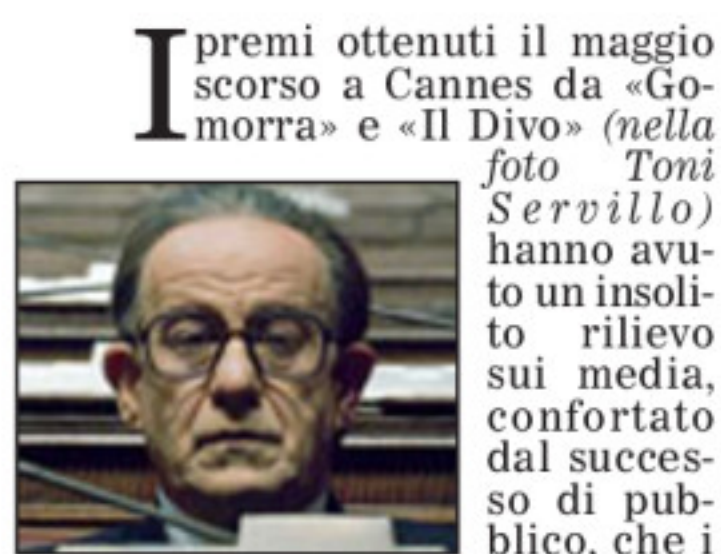 I premi ottenuti il maggio
scorso a Cannes da «Go-
morra» e «Il Divo» (nella
foto Toni
Servillo)
hanno avu-
to un insoli-
to rilievo
sui media,
confortato
dal succes-
so di pub-
blico, che i